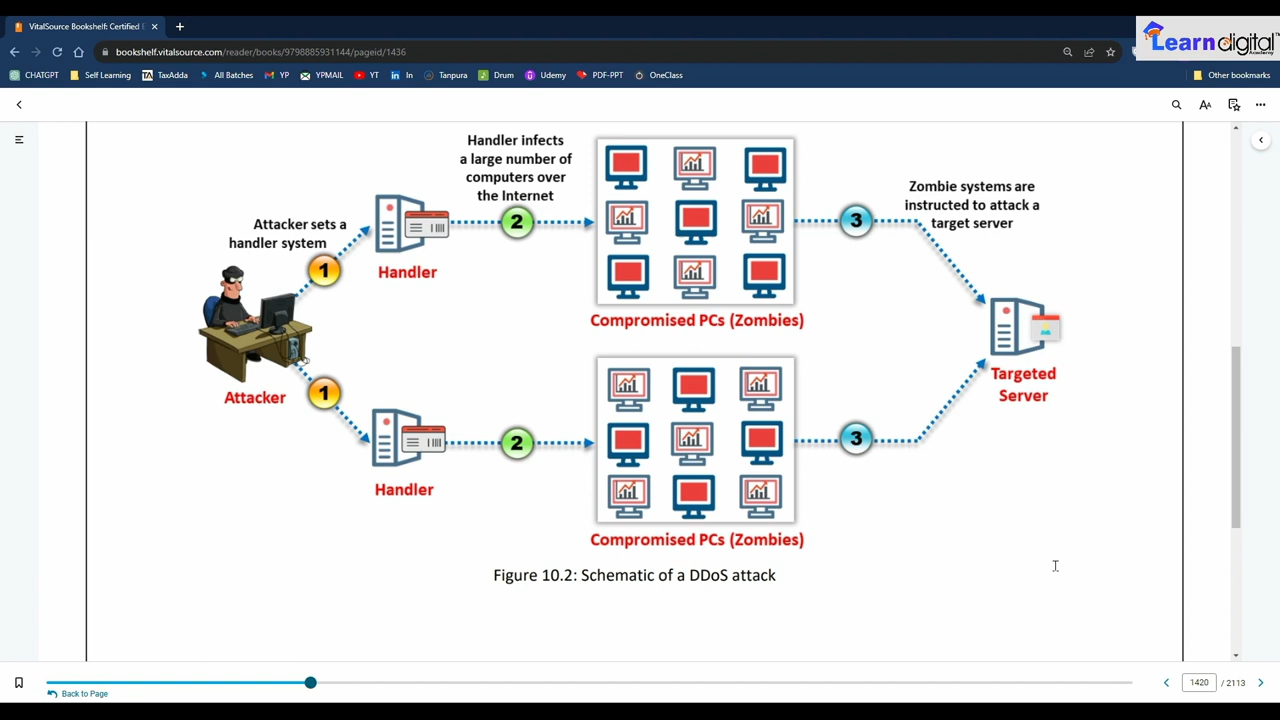 VitalSource Bookshelf: Certified
bookshelf.vitalsource.com/reader/books/9798885931144/pageid/1436
Learn digital
Academy
CHATGPT
Self Learning
TaxAdda
All Batches
YP
YPMAIL
YT
In
Tanpura
Drum
Udemy
PDF-PPT
OneClass
Other bookmarks
Handler infects
a large number of
computers over
the Internet
Zombie systems are
instructed to attack a
target server
Attacker sets a
handler system
1
2
3
Handler
Compromised PCs (Zombies)
Attacker
Targeted
Server
1
2
3
Handler
Compromised PCs (Zombies)
Figure 10.2: Schematic of a DDoS attack
1420 / 2113
Back to Page